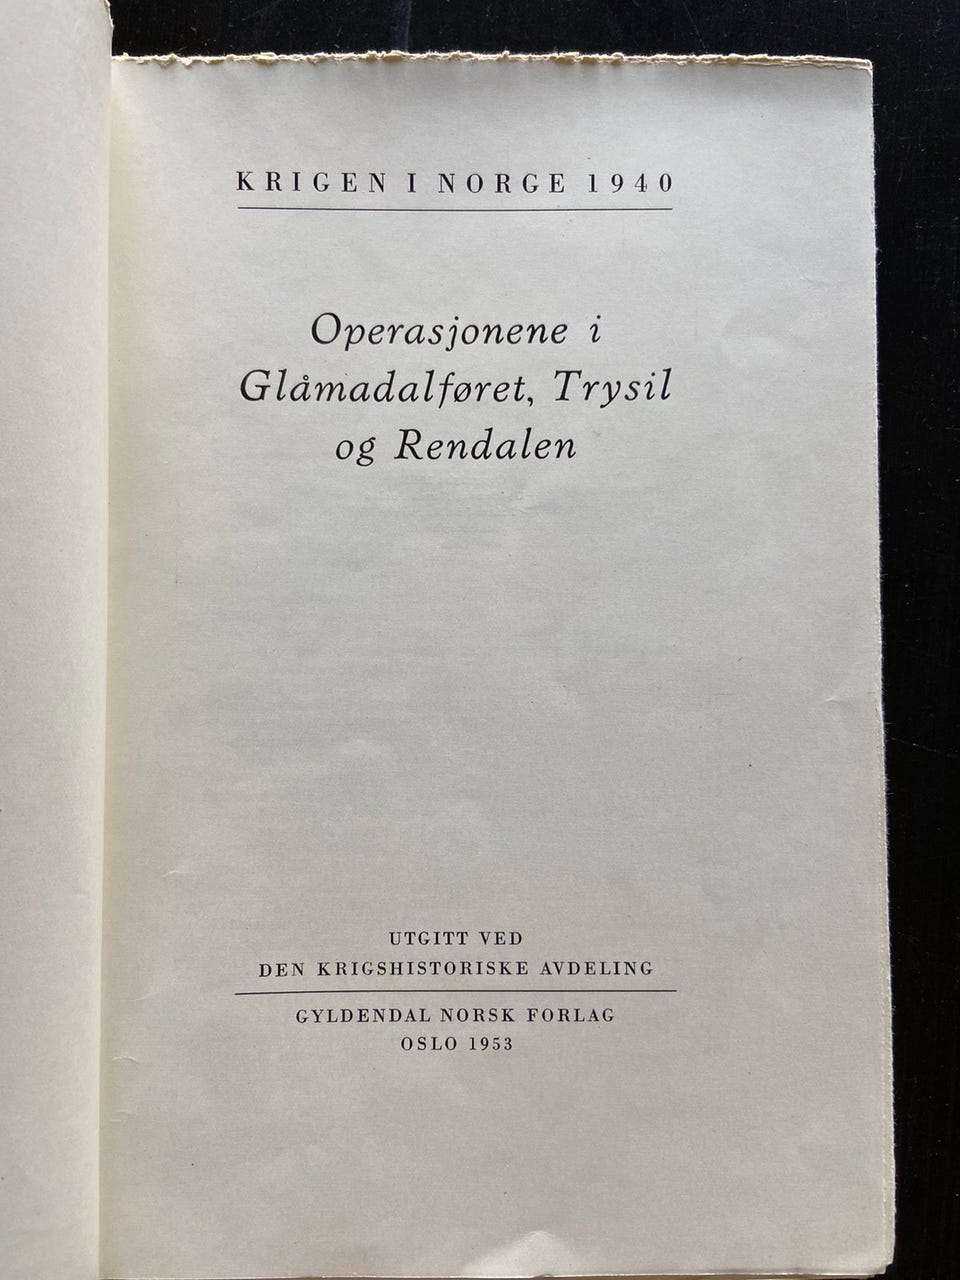 KRIGEN I NORGE 1940
Operasjonene i
Glåmadalføret, Trysil
og Rendalen
UTGITT VED
DEN KRIGSHISTORISKE AVDELING
GYLDENDAL NORSK FORLAG
OSLO 1953